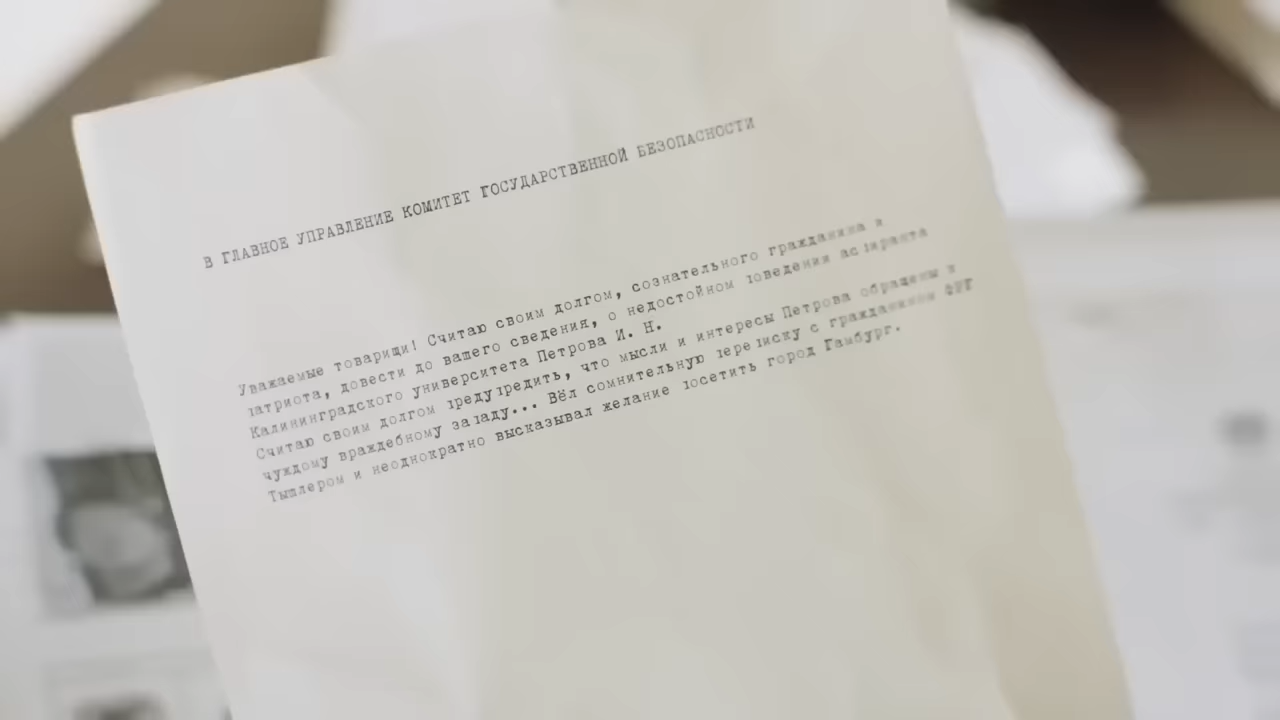 В ГЛАВНОЕ УПРАВЛЕНИЕ КОМИТЕТ ГОСУДАРСТВЕННОЙ БЕЗОПАСНОСТИ
Уважаемые товарищи! Считаю своим долгом, сознательного гражданина и
патриота, довести до вашего сведения, о недостойном поведении аспиранта
Калининградского университета Петрова И. Н.
Считаю своим долгом предупредить, что мысли и интересы Петрова обращены в
чуждому враждебному западу... Вёл сомнительную переписку с гражданином ФРГ
Тышлером и неоднократно высказывал желание посетить город Гамбург.